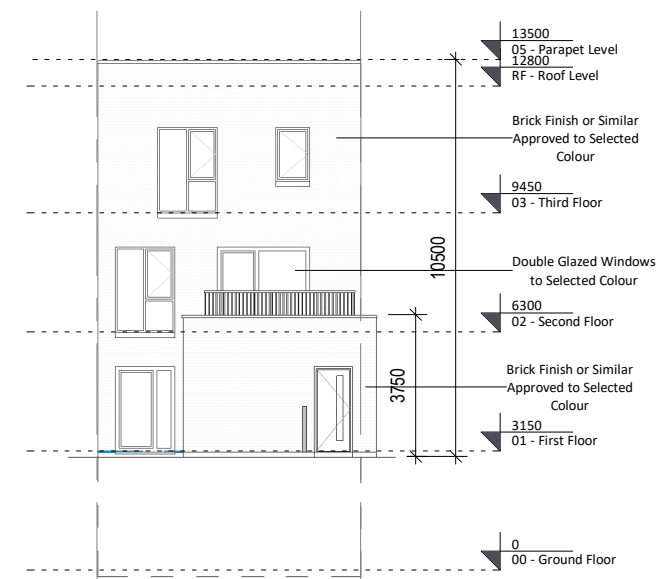 13500
05 - Parapet Level
12800
RF - Roof Level
Brick Finish or Similar
Approved to Selected
Colour
9450
03 - Third Floor
10500
Double Glazed Windows
to Selected Colour
6300
02 - Second Floor
3750
Brick Finish or Similar
Approved to Selected
Colour
3150
01 - First Floor
0
00 - Ground Floor